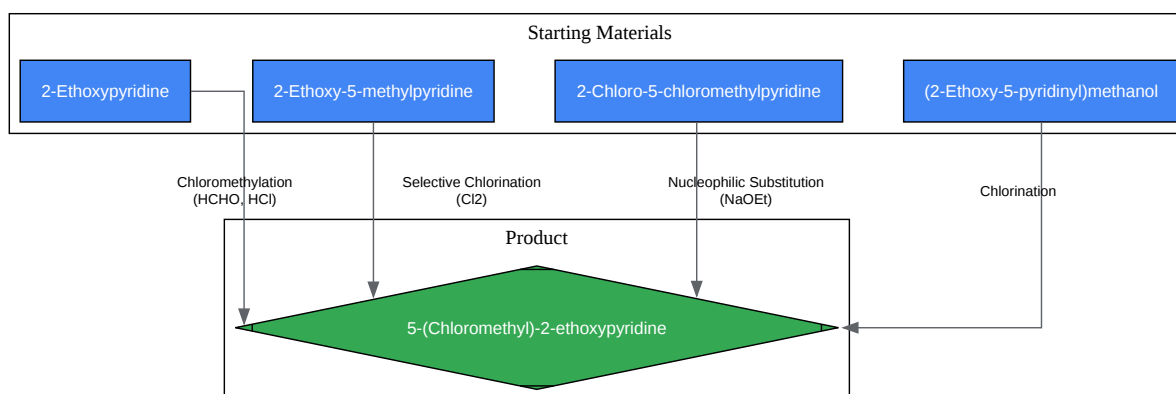 Starting Materials
2-Ethoxypyridine
2-Ethoxy-5-methylpyridine
2-Chloro-5-chloromethylpyridine
(2-Ethoxy-5-pyridinyl)methanol
Chloromethylation
(HCHO, HCl)
Selective Chlorination
(Cl2)
Nucleophilic Substitution
(NaOEt)
Chlorination
Product
5-(Chloromethyl)-2-ethoxypyridine